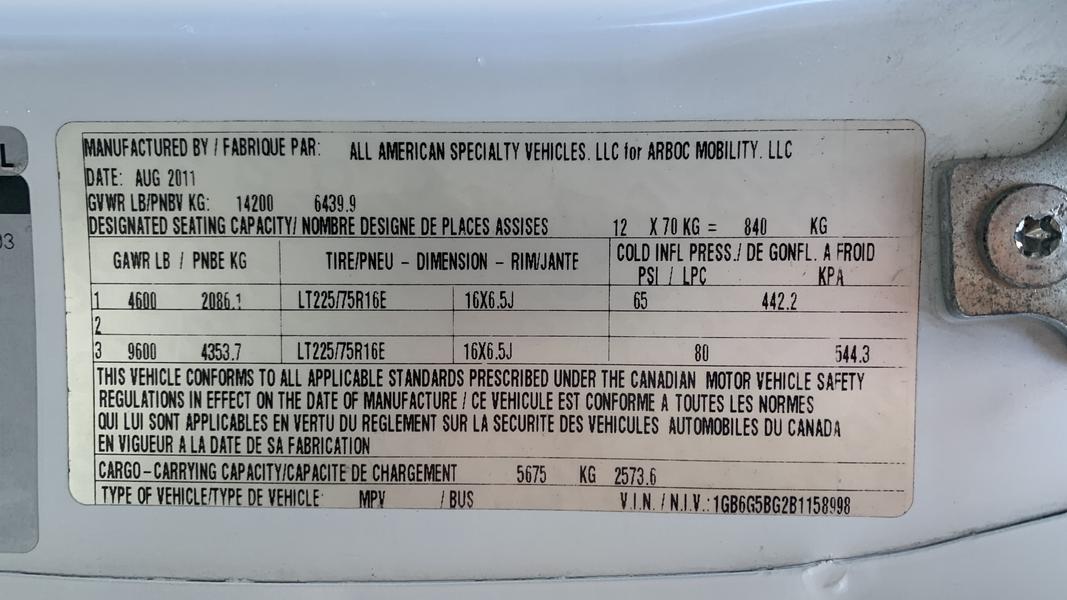 L
03
MANUFACTURED BY / FABRIQUE PAR: ALL AMERICAN SPECIALTY VEHICLES. LLC for ARBOC MOBILITY. LLC
DATE: AUG 2011
GVWR LB/PNBV KG: 14200 6439.9
DESIGNATED SEATING CAPACITY/ NOMBRE DESIGNE DE PLACES ASSISES 12 X 70 KG = 840 KG
GAWR LB / PNBE KG TIRE/PNEU - DIMENSION - RIM/JANTE COLD INFL PRESS./ DE GONFL. A FROID
PSI / LPC KPA
1 4600 2086.1 LT225/75R16E 16X6.5J 65 442.2
2
3 9600 4353.7 LT225/75R16E 16X6.5J 80 544.3
THIS VEHICLE CONFORMS TO ALL APPLICABLE STANDARDS PRESCRIBED UNDER THE CANADIAN MOTOR VEHICLE SAFETY
REGULATIONS IN EFFECT ON THE DATE OF MANUFACTURE / CE VEHICULE EST CONFORME A TOUTES LES NORMES
QUI LUI SONT APPLICABLES EN VERTU DU REGLEMENT SUR LA SECURITE DES VEHICULES AUTOMOBILES DU CANADA
EN VIGUEUR A LA DATE DE SA FABRICATION
CARGO-CARRYING CAPACITY/CAPACITE DE CHARGEMENT 5675 KG 2573.6
TYPE OF VEHICLE/TYPE DE VEHICLE: MPV / BUS V.I.N. / N.I.V.: 1GB6G5BG2B1158998